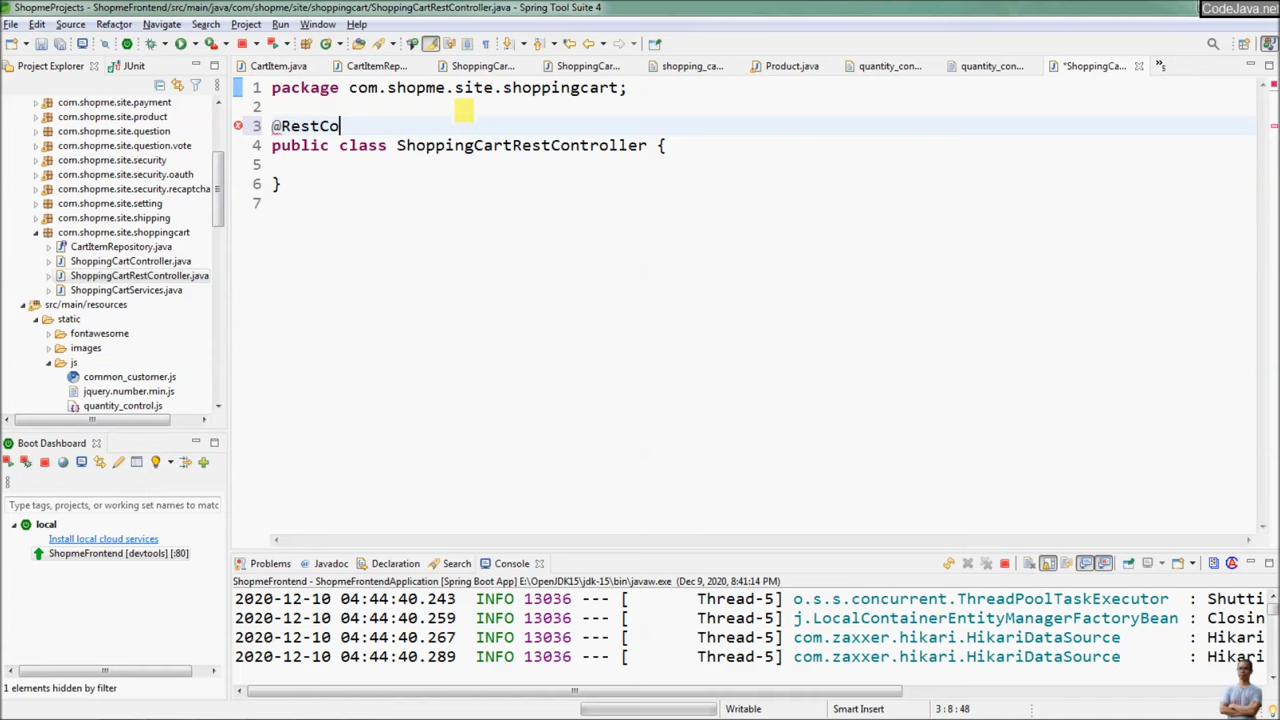 ShopmeProjects - ShopmeFrontend/src/main/java/com/shopme/site/shoppingcart/ShoppingCartRestController.java - Spring Tool Suite 4
CodeJava.net
File Edit Source Refactor Navigate Search Project Run Window Help
Project Explorer JUnit
CartItem.java CartItemRep... ShoppingCar... ShoppingCar... shopping_ca... Product.java quantity_con... quantity_con... *ShoppingCa... »5
com.shopme.site.payment
com.shopme.site.product
com.shopme.site.question
com.shopme.site.question.vote
com.shopme.site.security
com.shopme.site.security.oauth
com.shopme.site.security.recaptcha
com.shopme.site.setting
com.shopme.site.shipping
com.shopme.site.shoppingcart
CartItemRepository.java
ShoppingCartController.java
ShoppingCartRestController.java
ShoppingCartServices.java
src/main/resources
static
fontawesome
images
js
common_customer.js
jquery.number.min.js
quantity_control.js
1 package com.shopme.site.shoppingcart;
2
3 @RestCo
4 public class ShoppingCartRestController {
5
6 }
7
Boot Dashboard
Type tags, projects, or working set names to matc
local
Install local cloud services
ShopmeFrontend [devtools] [:80]
1 elements hidden by filter
Problems Javadoc Declaration Search Console
ShopmeFrontend - ShopmeFrontendApplication [Spring Boot App] E:\OpenJDK15\jdk-15\bin\javaw.exe (Dec 9, 2020, 8:41:14 PM)
2020-12-10 04:44:40.243 INFO 13036 --- [ Thread-5] o.s.s.concurrent.ThreadPoolTaskExecutor : Shutti
2020-12-10 04:44:40.259 INFO 13036 --- [ Thread-5] j.LocalContainerEntityManagerFactoryBean : Closin
2020-12-10 04:44:40.267 INFO 13036 --- [ Thread-5] com.zaxxer.hikari.HikariDataSource : Hikari
2020-12-10 04:44:40.289 INFO 13036 --- [ Thread-5] com.zaxxer.hikari.HikariDataSource : Hikari
Writable Smart Insert 3 : 8 : 48